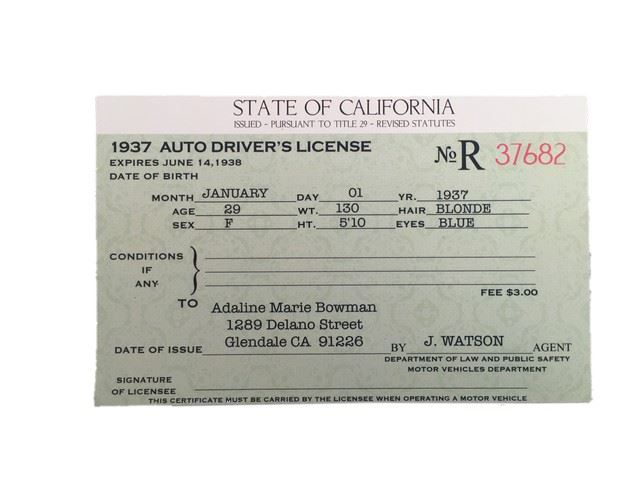 STATE OF CALIFORNIA
ISSUED - PURSUANT TO TITLE 29 - REVISED STATUTES
1937 AUTO DRIVER'S LICENSE
No R 37682
EXPIRES JUNE 14, 1938
DATE OF BIRTH
MONTH JANUARY DAY 01 YR. 1937
AGE 29 WT. 130 HAIR BLONDE
SEX F HT. 5'10 EYES BLUE
CONDITIONS
IF
ANY
FEE $3.00
TO Adaline Marie Bowman
1289 Delano Street
Glendale CA 91226
DATE OF ISSUE BY J. WATSON AGENT
DEPARTMENT OF LAW AND PUBLIC SAFETY
MOTOR VEHICLES DEPARTMENT
SIGNATURE
OF LICENSEE
THIS CERTIFICATE MUST BE CARRIED BY THE LICENSEE WHEN OPERATING A MOTOR VEHICLE